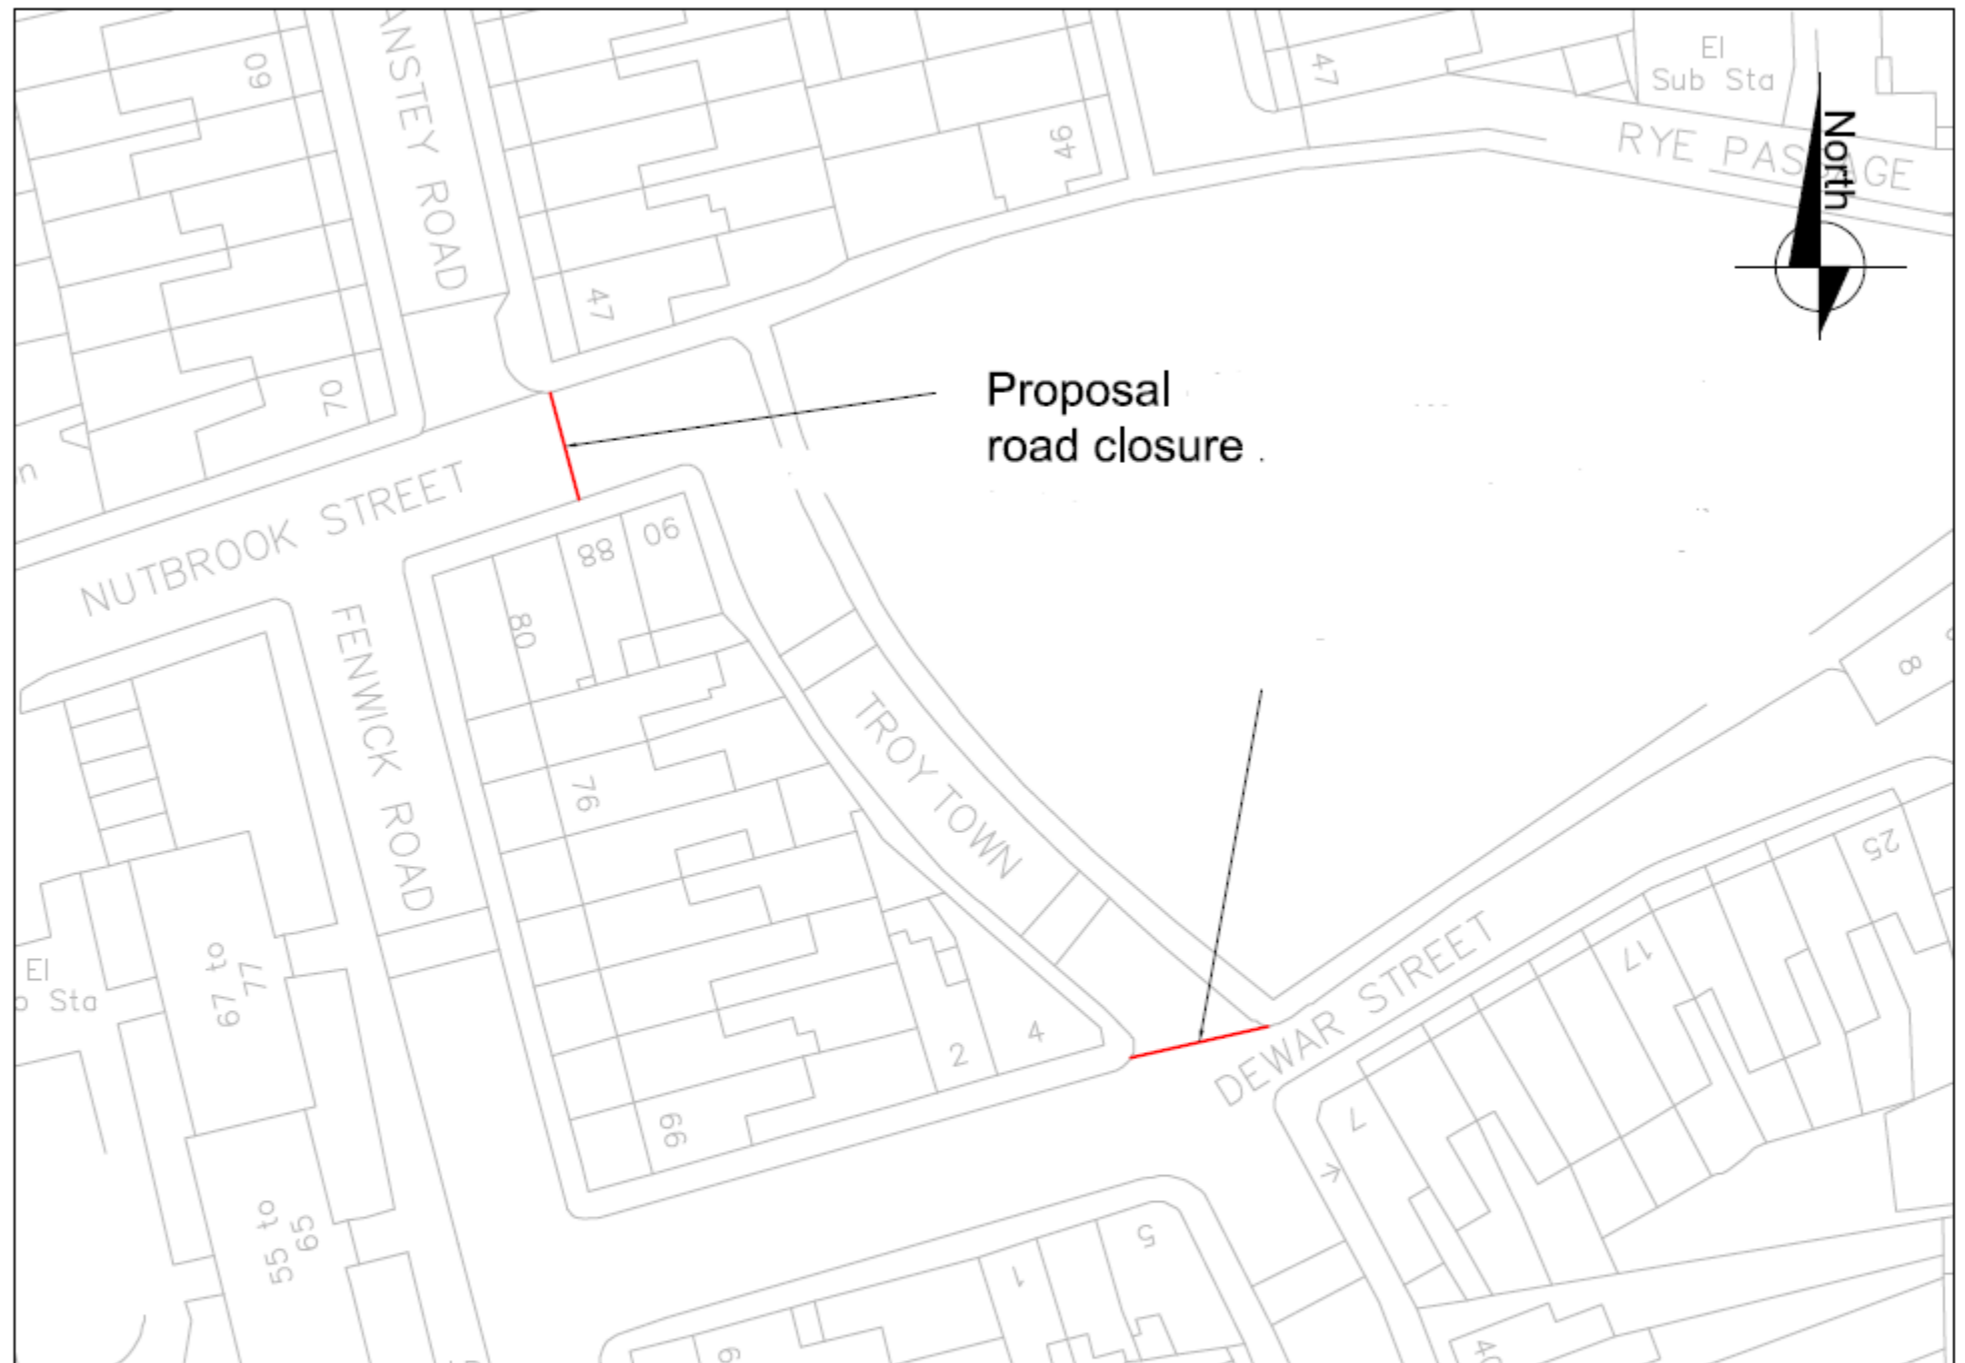 60
ANSTEY ROAD
46
47
El
Sub Sta
RYE PASSAGE
North
47
70
Proposal
road closure
NUTBROOK STREET
90
88
80
FENWICK ROAD
8
TROY TOWN
76
25
17
El
Sta
67 to
77
DEWAR STREET
4
2
66
7
5
1
55 to
65